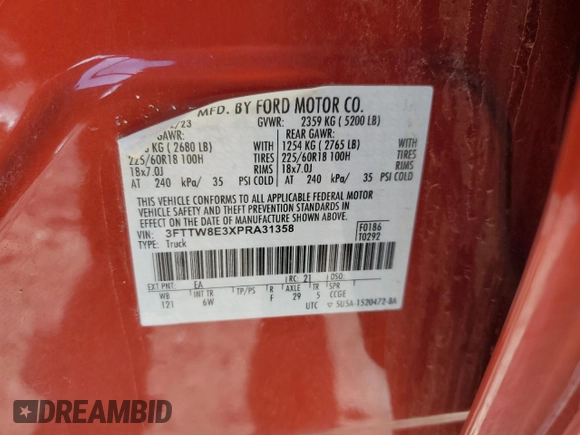 MFD. BY FORD MOTOR CO.
/23 GVWR: 2359 KG ( 5200 LB)
GAWR: REAR GAWR:
KG ( 2680 LB) WITH 1254 KG ( 2765 LB) WITH
225/60R18 100H TIRES 225/60R18 100H TIRES
18x7.0J RIMS 18x7.0J RIMS
AT 240 kPa/ 35 PSI COLD AT 240 kPa/ 35 PSI COLD
THIS VEHICLE CONFORMS TO ALL APPLICABLE FEDERAL MOTOR
VEHICLE SAFETY AND THEFT PREVENTION STANDARDS IN
EFFECT ON THE DATE OF MANUFACTURE SHOWN ABOVE.
VIN: 3FTTW8E3XPRA31358 F0186
TYPE: Truck T0292
EXT PNT: EA RC: 21 DSO:
WB INT TR TP/PS R AXLE TR SPR
121 6W F 29 5 CCGE
UTC ▽ 5U5A-1520472-BA
DREAMBID